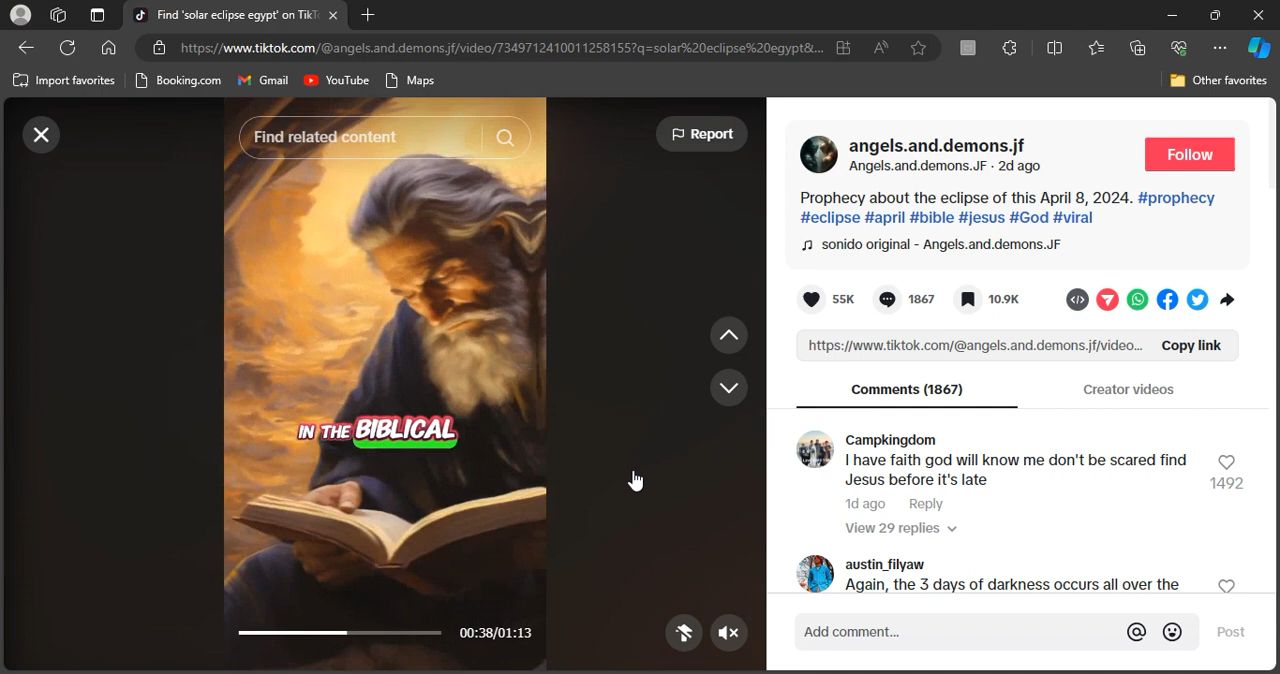 Find 'solar eclipse egypt' on TikTo
https://www.tiktok.com/@angels.and.demons.jf/video/7349712410011258155?q=solar%20eclipse%20egypt&...
Import favorites
Booking.com
Gmail
YouTube
Maps
Other favorites
Find related content
Report
IN THE BIBLICAL
00:38/01:13
angels.and.demons.jf
Angels.and.demons.JF · 2d ago
Follow
Prophecy about the eclipse of this April 8, 2024. #prophecy
#eclipse #april #bible #jesus #God #viral
sonido original - Angels.and.demons.JF
55K
1867
10.9K
https://www.tiktok.com/@angels.and.demons.jf/video...
Copy link
Comments (1867)
Creator videos
Campkingdom
I have faith god will know me don't be scared find
Jesus before it's late
1492
1d ago Reply
View 29 replies
austin_filyaw
Again, the 3 days of darkness occurs all over the
Add comment...
Post